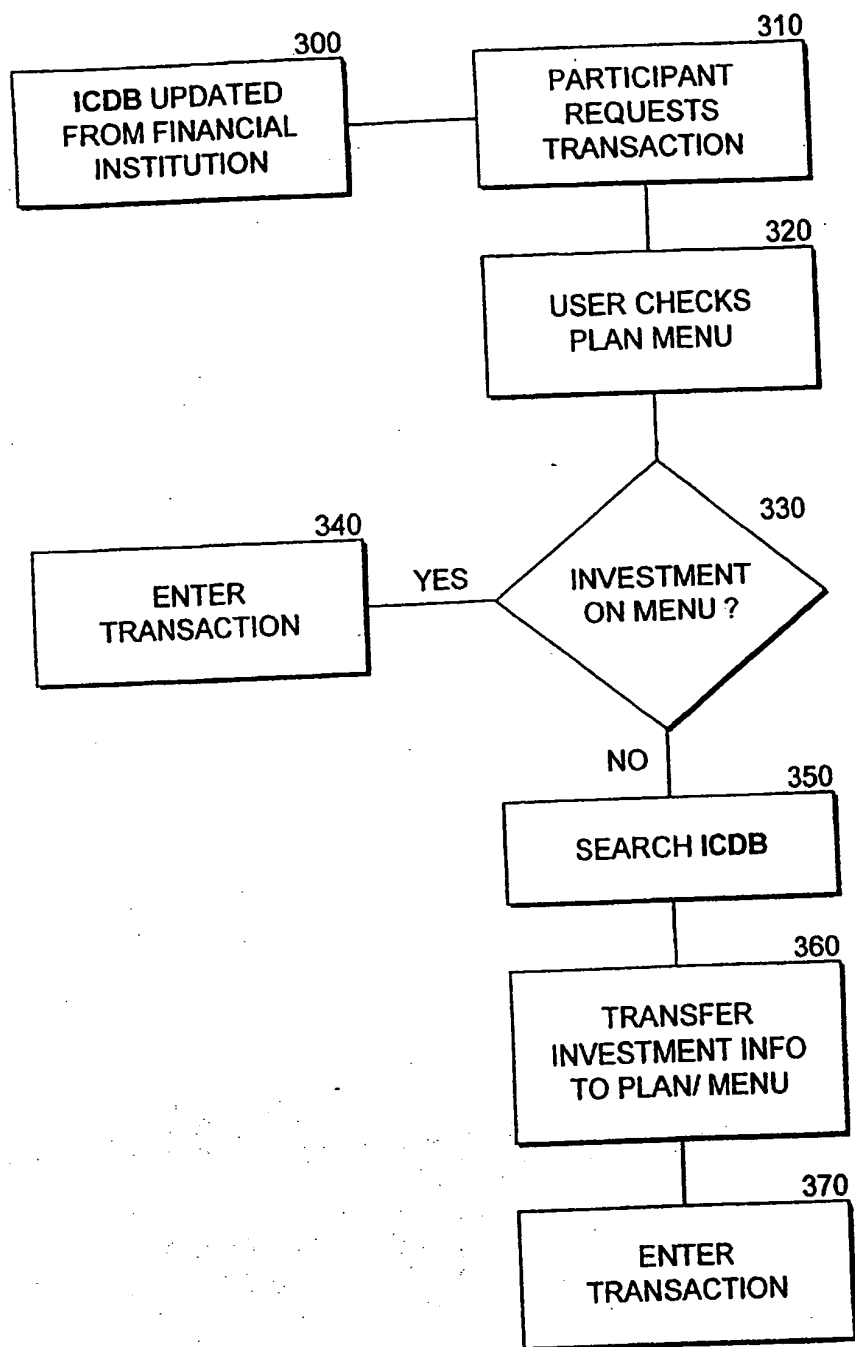 300
ICDB UPDATED
FROM FINANCIAL
INSTITUTION
310
PARTICIPANT
REQUESTS
TRANSACTION
320
USER CHECKS
PLAN MENU
330
INVESTMENT
ON MENU ?
YES
340
ENTER
TRANSACTION
NO
350
SEARCH ICDB
360
TRANSFER
INVESTMENT INFO
TO PLAN/ MENU
370
ENTER
TRANSACTION